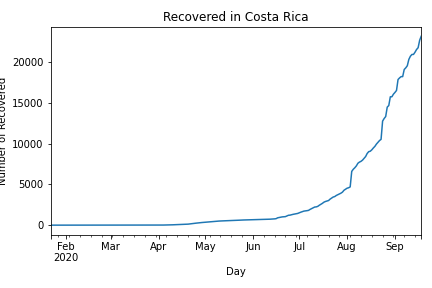 Recovered in Costa Rica
Number of Recovered
20000
15000
10000
5000
0
Feb Mar Apr May Jun Jul Aug Sep
2020
Day